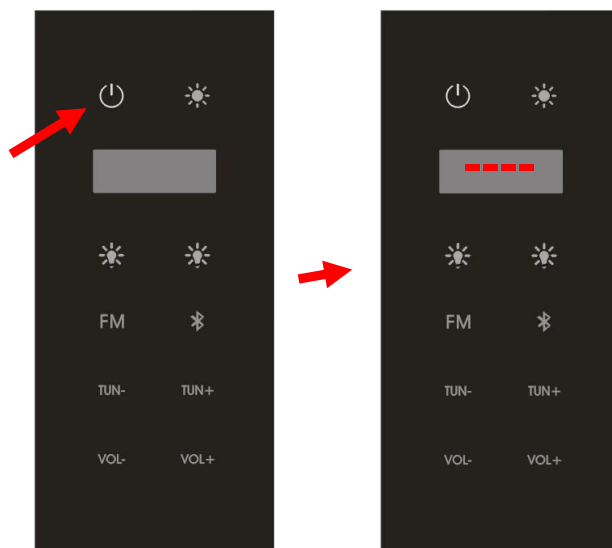 ----
FM FM
TUN- TUN+ TUN- TUN+
VOL- VOL+ VOL- VOL+